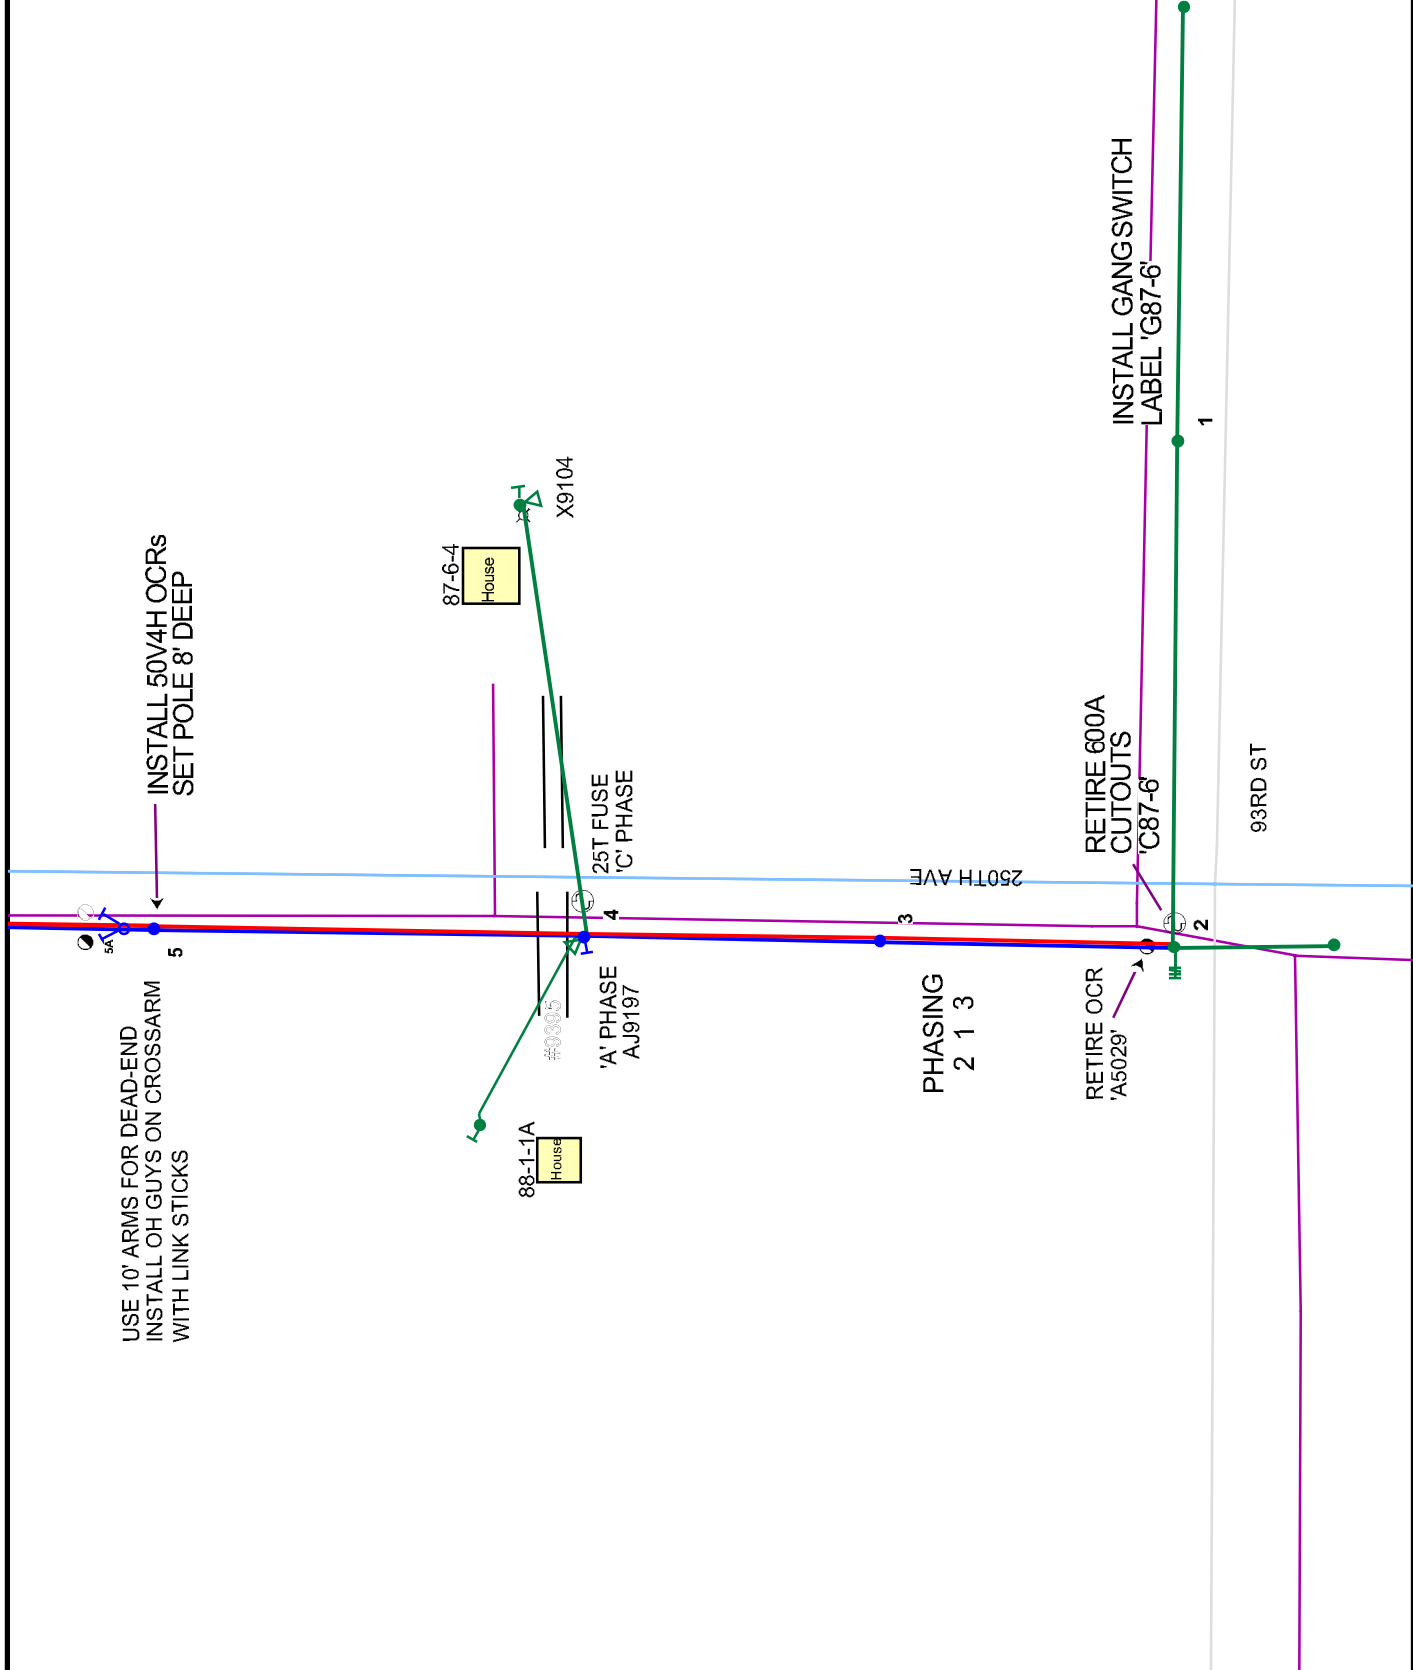 INSTALL GANGSWITCH
LABEL 'G87-6'
1
X9104
87-6-4
House
INSTALL 50V4H OCRs
SET POLE 8' DEEP
25T FUSE
'C' PHASE
RETIRE 600A
CUTOUTS
'C87-6'
93RD ST
250TH AVE
5A
5
4
3
2
USE 10' ARMS FOR DEAD-END
INSTALL OH GUYS ON CROSSARM
WITH LINK STICKS
#9395
'A' PHASE
AJ9197
PHASING
2 1 3
RETIRE OCR
'A5029'
88-1-1A
House